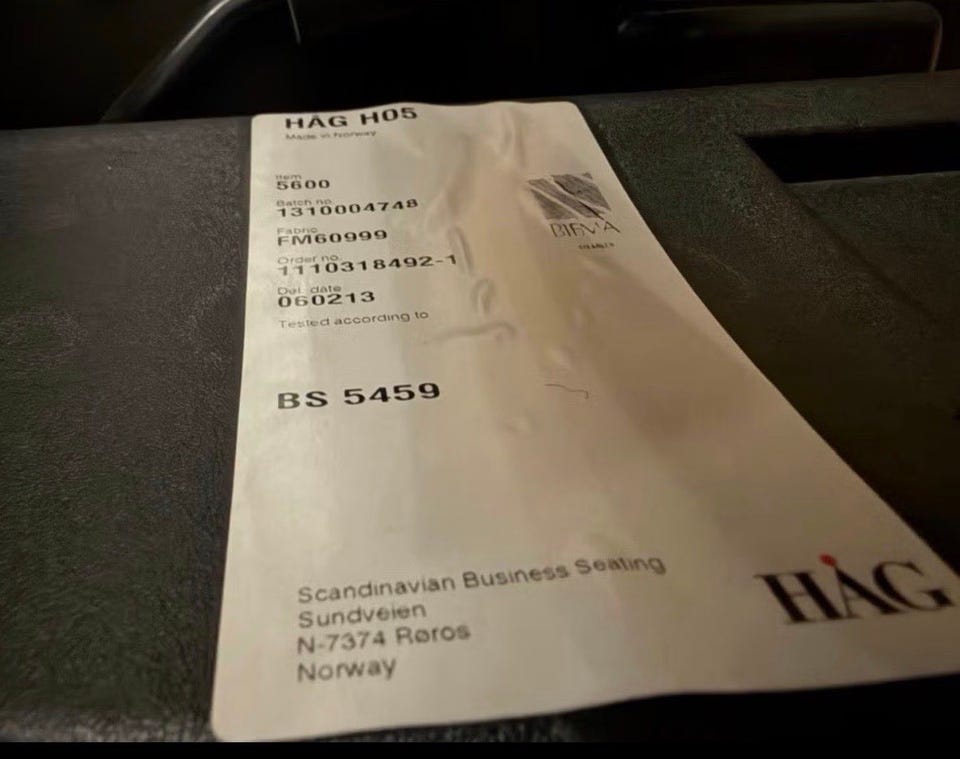 HÅG H05
Made in Norway
Item
5600
Batch no.
1310004748
Fabric
FM60999
Order no.
1110318492-1
Del. date
060213
Tested according to
BS 5459
Scandinavian Business Seating
Sundveien
N-7374 Røros
Norway
HÅG